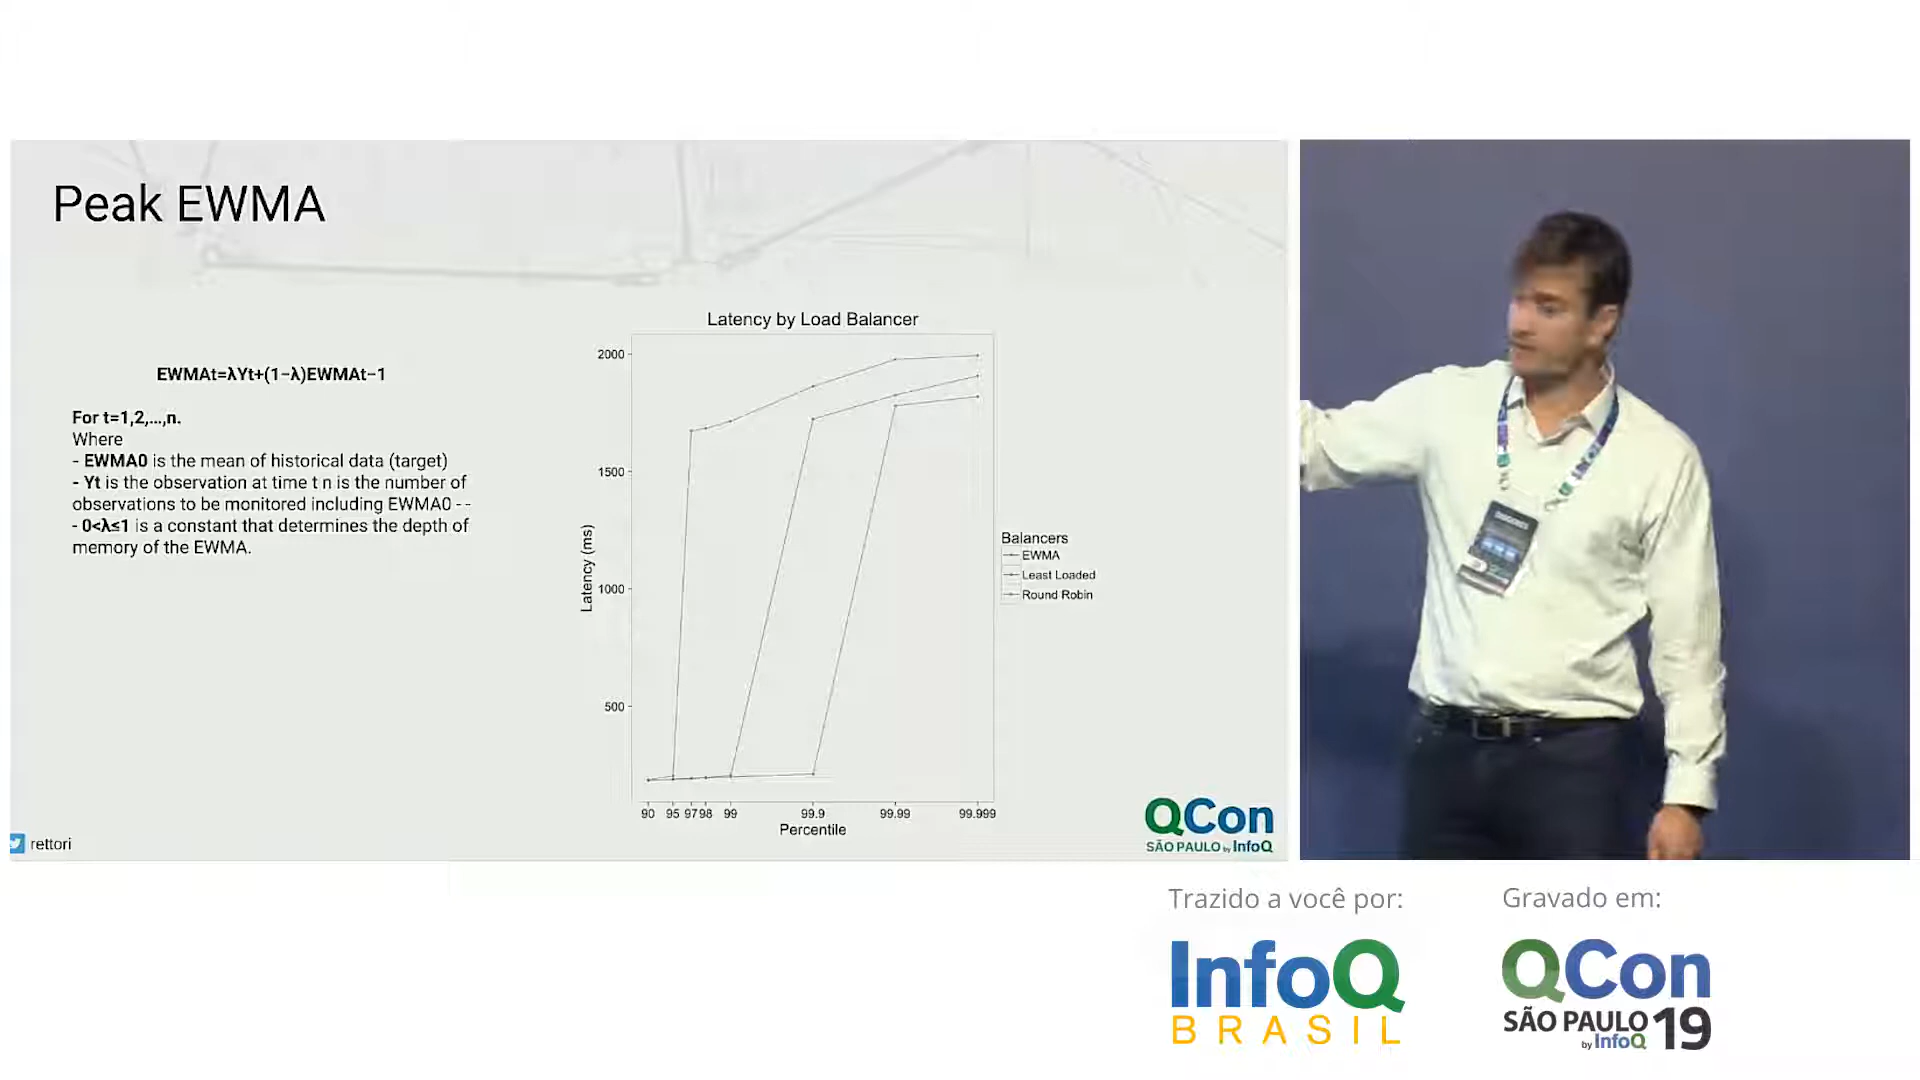 Peak EWMA
EWMAt=λYt+(1−λ)EWMAt−1
For t=1,2,...,n.
Where
- EWMA0 is the mean of historical data (target)
- Yt is the observation at time t n is the number of
observations to be monitored including EWMA0 - -
- 0<λ≤1 is a constant that determines the depth of
memory of the EWMA.
Latency by Load Balancer
2000
1500
1000
500
Latency (ms)
90 95 97 98 99 99.9 99.99 99.999
Percentile
Balancers
EWMA
Least Loaded
Round Robin
rettori
QCon
SÃO PAULO by InfoQ
Trazido a você por:
InfoQ
BRASIL
Gravado em:
QCon
SÃO PAULO 19
by InfoQ